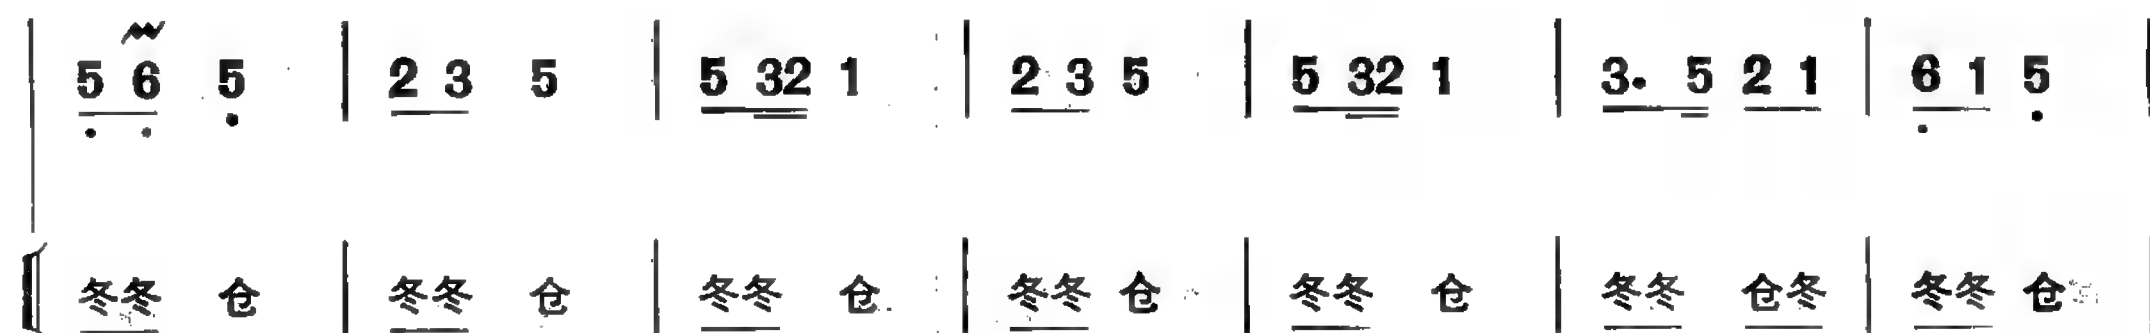 5 6 5 | 2 3 5 | 5 32 1 | 2 3 5 | 5 32 1 | 3. 5 2 1 | 6 1 5
冬冬 仓 | 冬冬 仓 | 冬冬 仓 | 冬冬 仓 | 冬冬 仓 | 冬冬 仓冬 | 冬冬 仓